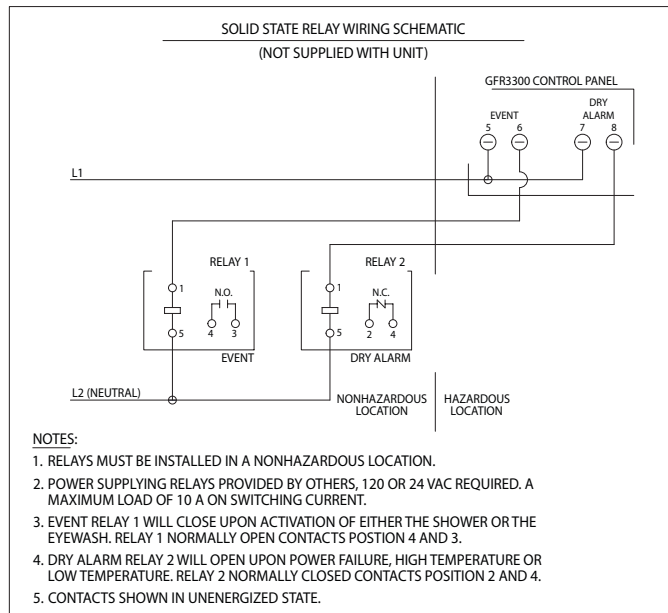 SOLID STATE RELAY WIRING SCHEMATIC
(NOT SUPPLIED WITH UNIT)
GFR3300 CONTROL PANEL
DRY
EVENT ALARM
5 6 7 8
L1
RELAY 1 RELAY 2
1 N.O. 1 N.C.
5 4 3 5 2 4
EVENT DRY ALARM
L2 (NEUTRAL)
NONHAZARDOUS HAZARDOUS
LOCATION LOCATION
NOTES:
1. RELAYS MUST BE INSTALLED IN A NONHAZARDOUS LOCATION.
2. POWER SUPPLYING RELAYS PROVIDED BY OTHERS, 120 OR 24 VAC REQUIRED. A
MAXIMUM LOAD OF 10 A ON SWITCHING CURRENT.
3. EVENT RELAY 1 WILL CLOSE UPON ACTIVATION OF EITHER THE SHOWER OR THE
EYEWASH. RELAY 1 NORMALLY OPEN CONTACTS POSTION 4 AND 3.
4. DRY ALARM RELAY 2 WILL OPEN UPON POWER FAILURE, HIGH TEMPERATURE OR
LOW TEMPERATURE. RELAY 2 NORMALLY CLOSED CONTACTS POSITION 2 AND 4.
5. CONTACTS SHOWN IN UNENERGIZED STATE.